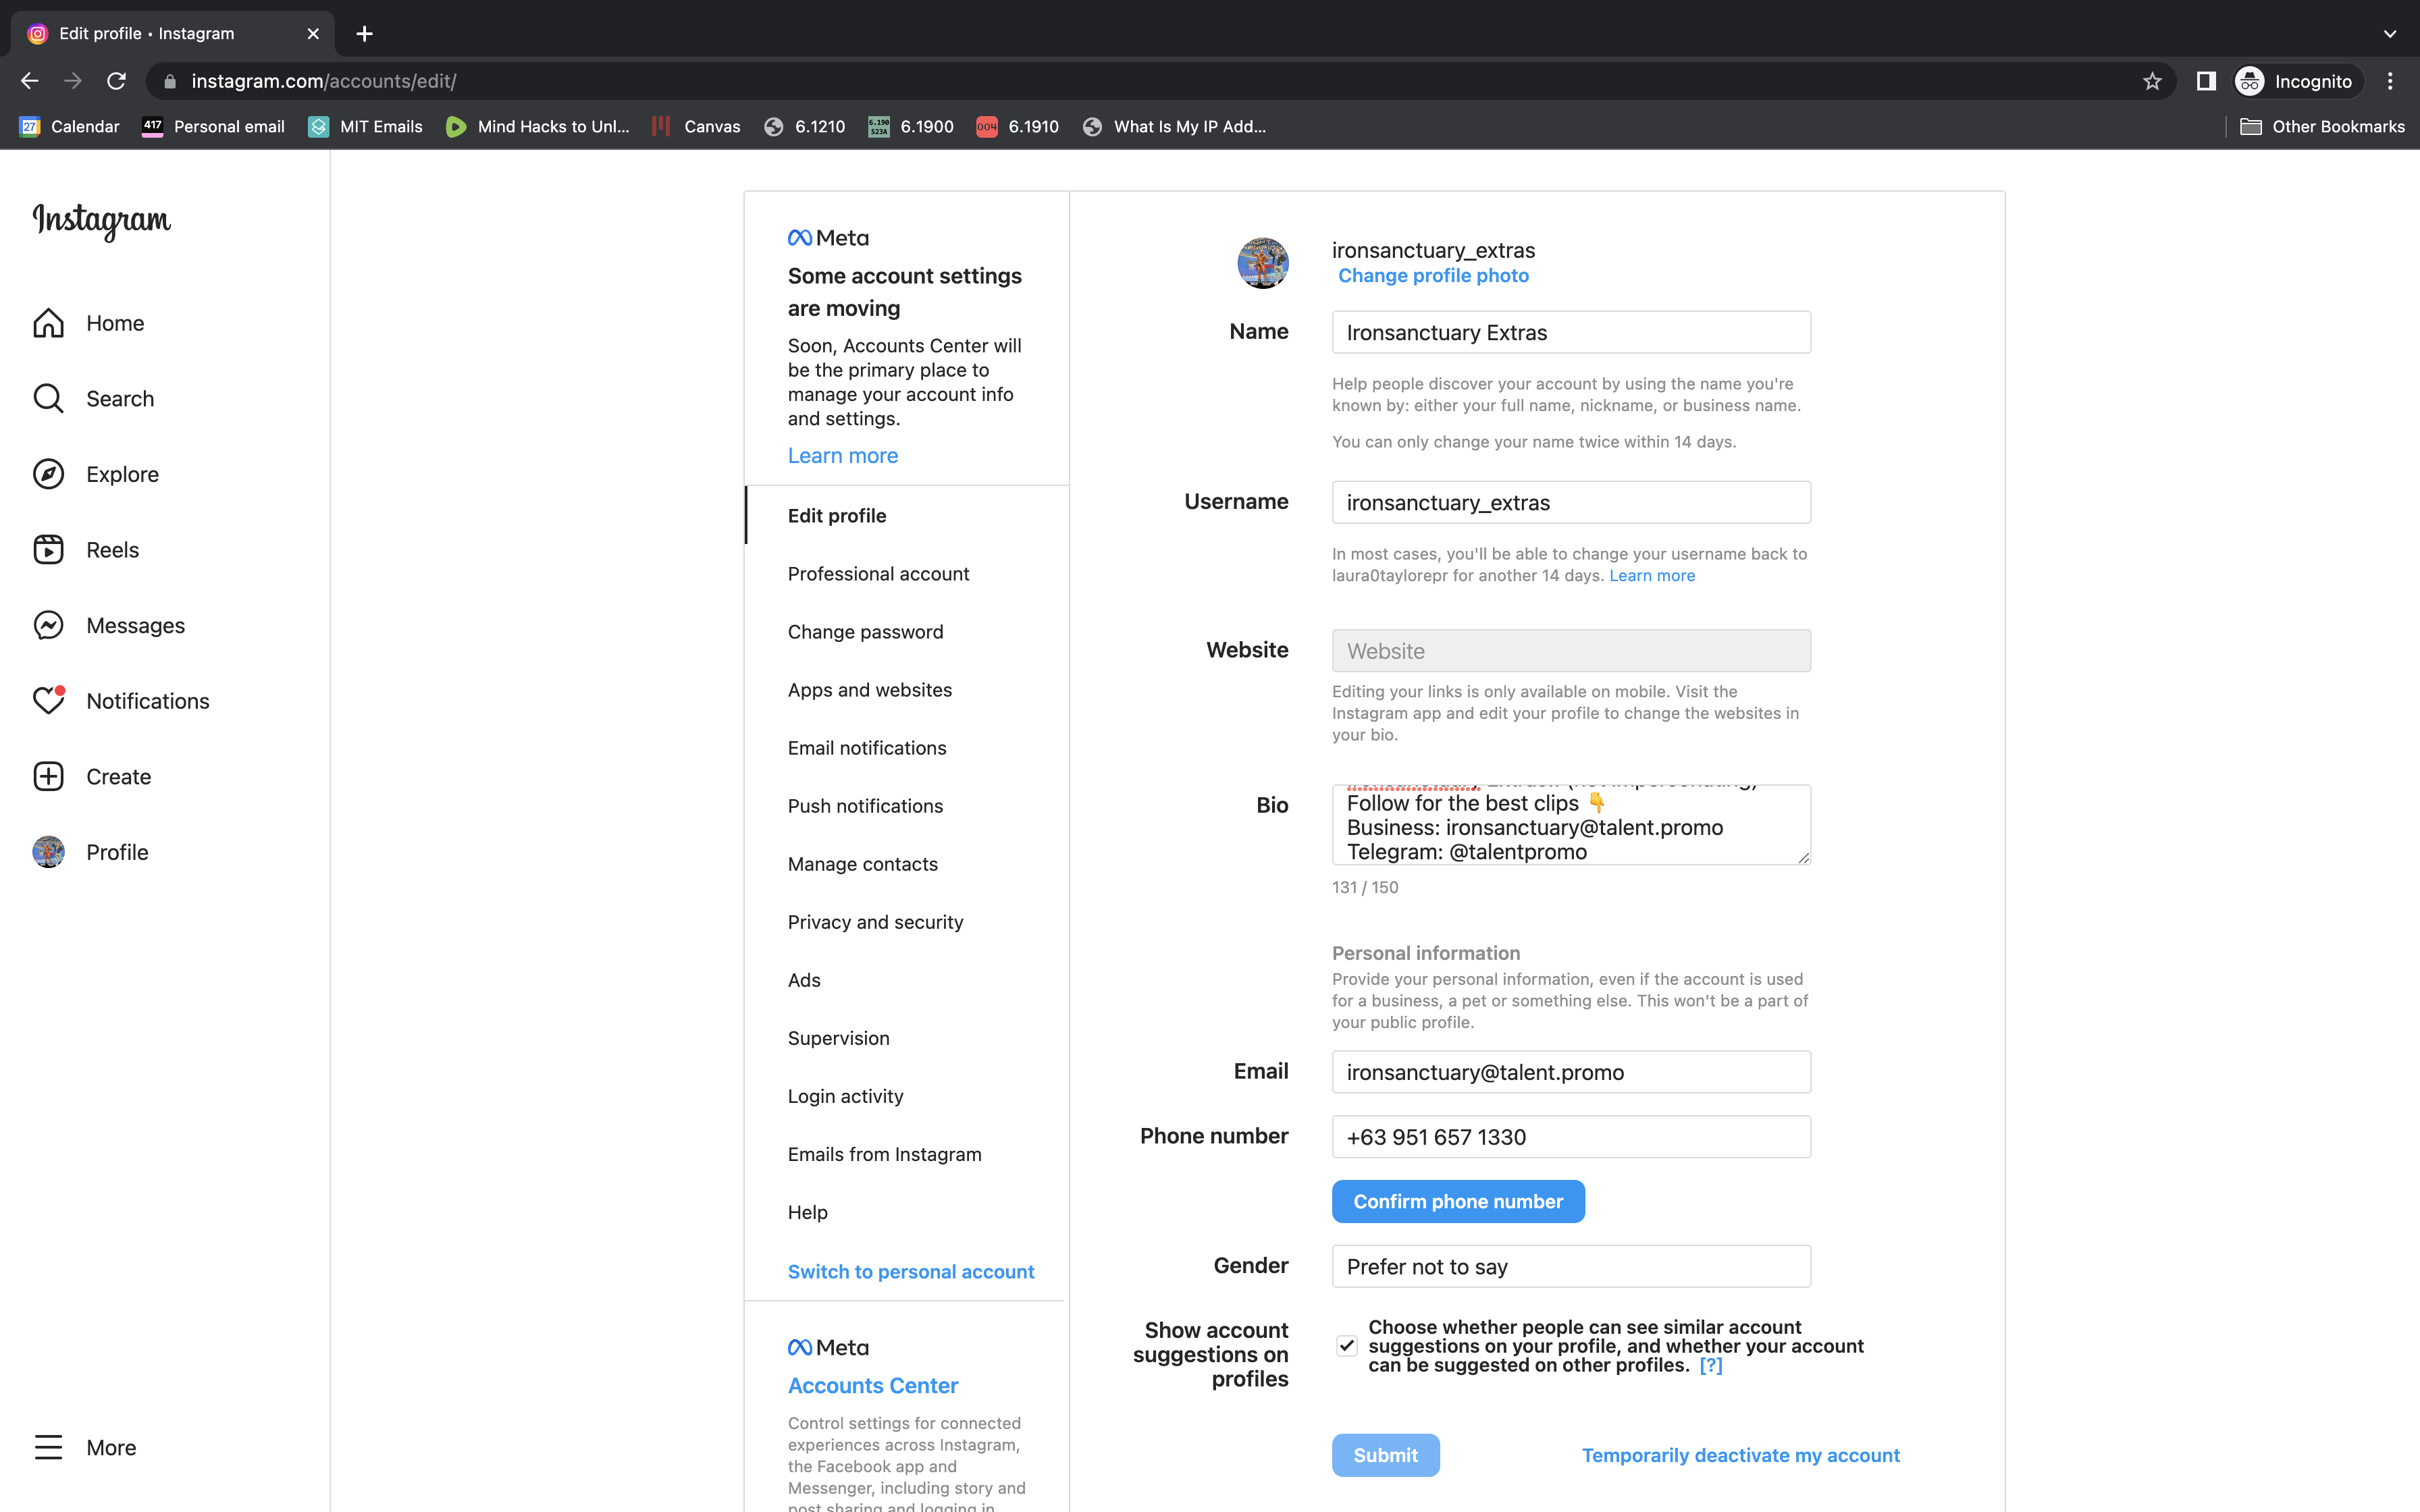 Edit profile • Instagram
instagram.com/accounts/edit/
Incognito
27 Calendar
417 Personal email
MIT Emails
Mind Hacks to Unl...
Canvas
6.1210
6.190 S23A 6.1900
004 6.1910
What Is My IP Add...
Other Bookmarks
Instagram
Home
Search
Explore
Reels
Messages
Notifications
Create
Profile
More
Meta
Some account settings
are moving
Soon, Accounts Center will
be the primary place to
manage your account info
and settings.
Learn more
Edit profile
Professional account
Change password
Apps and websites
Email notifications
Push notifications
Manage contacts
Privacy and security
Ads
Supervision
Login activity
Emails from Instagram
Help
Switch to personal account
Meta
Accounts Center
Control settings for connected
experiences across Instagram,
the Facebook app and
Messenger, including story and
post sharing and logging in.
ironsanctuary_extras
Change profile photo
Name
Ironsanctuary Extras
Help people discover your account by using the name you're
known by: either your full name, nickname, or business name.
You can only change your name twice within 14 days.
Username
ironsanctuary_extras
In most cases, you'll be able to change your username back to
laura0taylorepr for another 14 days. Learn more
Website
Website
Editing your links is only available on mobile. Visit the
Instagram app and edit your profile to change the websites in
your bio.
Bio
Follow for the best clips 👇
Business: ironsanctuary@talent.promo
Telegram: @talentpromo
131 / 150
Personal information
Provide your personal information, even if the account is used
for a business, a pet or something else. This won't be a part of
your public profile.
Email
ironsanctuary@talent.promo
Phone number
+63 951 657 1330
Confirm phone number
Gender
Prefer not to say
Show account
suggestions on
profiles
Choose whether people can see similar account
suggestions on your profile, and whether your account
can be suggested on other profiles. [?]
Submit
Temporarily deactivate my account